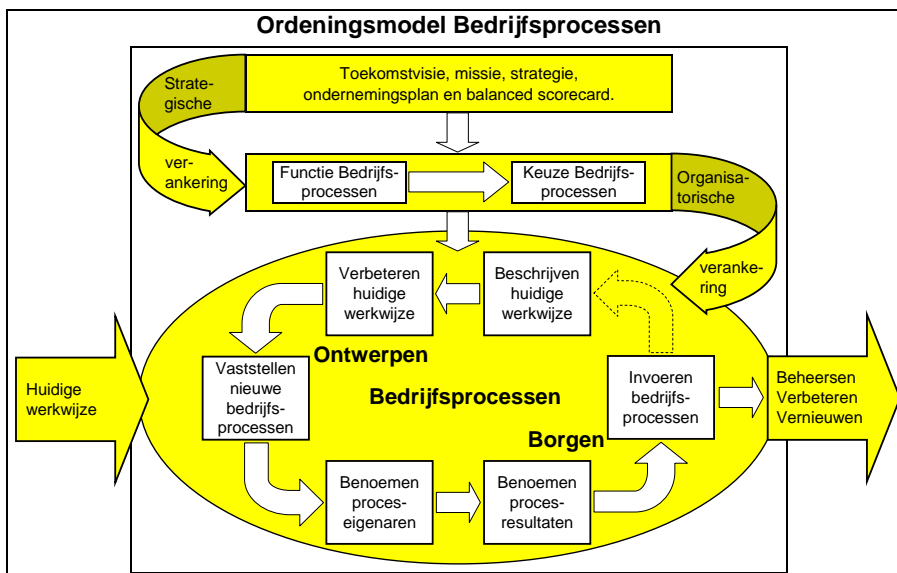 Ordeningsmodel Bedrijfsprocessen
Strate-
gische
Toekomstvisie, missie, strategie,
ondernemingsplan en balanced scorecard.
ver-
ankering
Functie Bedrijfs-
processen
Keuze Bedrijfs-
processen
Organisa-
torische
veranke-
ring
Verbeteren
huidige
werkwijze
Beschrijven
huidige
werkwijze
Ontwerpen
Huidige
werkwijze
Vaststellen
nieuwe
bedrijfs-
processen
Bedrijfsprocessen
Invoeren
bedrijfs-
processen
Beheersen
Verbeteren
Vernieuwen
Borgen
Benoemen
proces-
eigenaren
Benoemen
proces-
resultaten